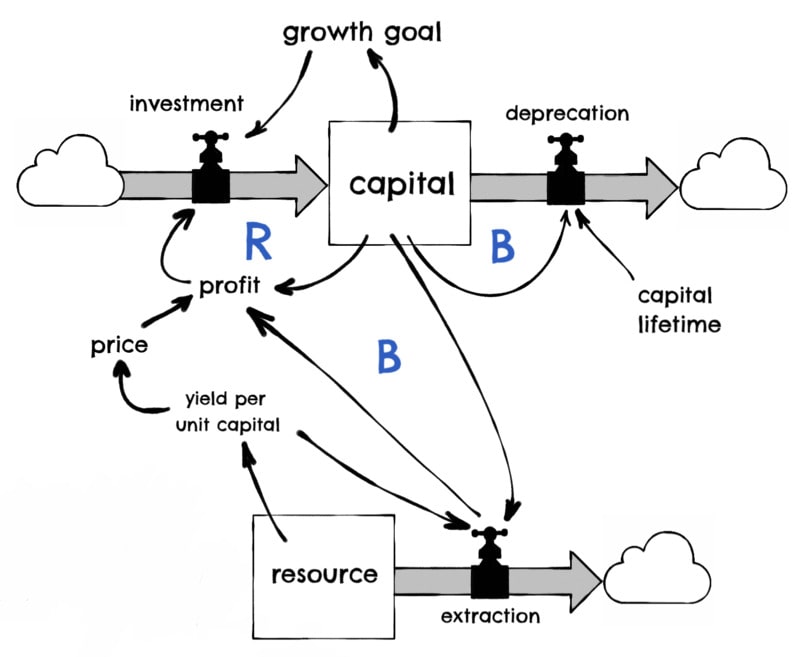 growth goal
investment
deprecation
capital
R
B
profit
capital
lifetime
price
B
yield per
unit capital
resource
extraction